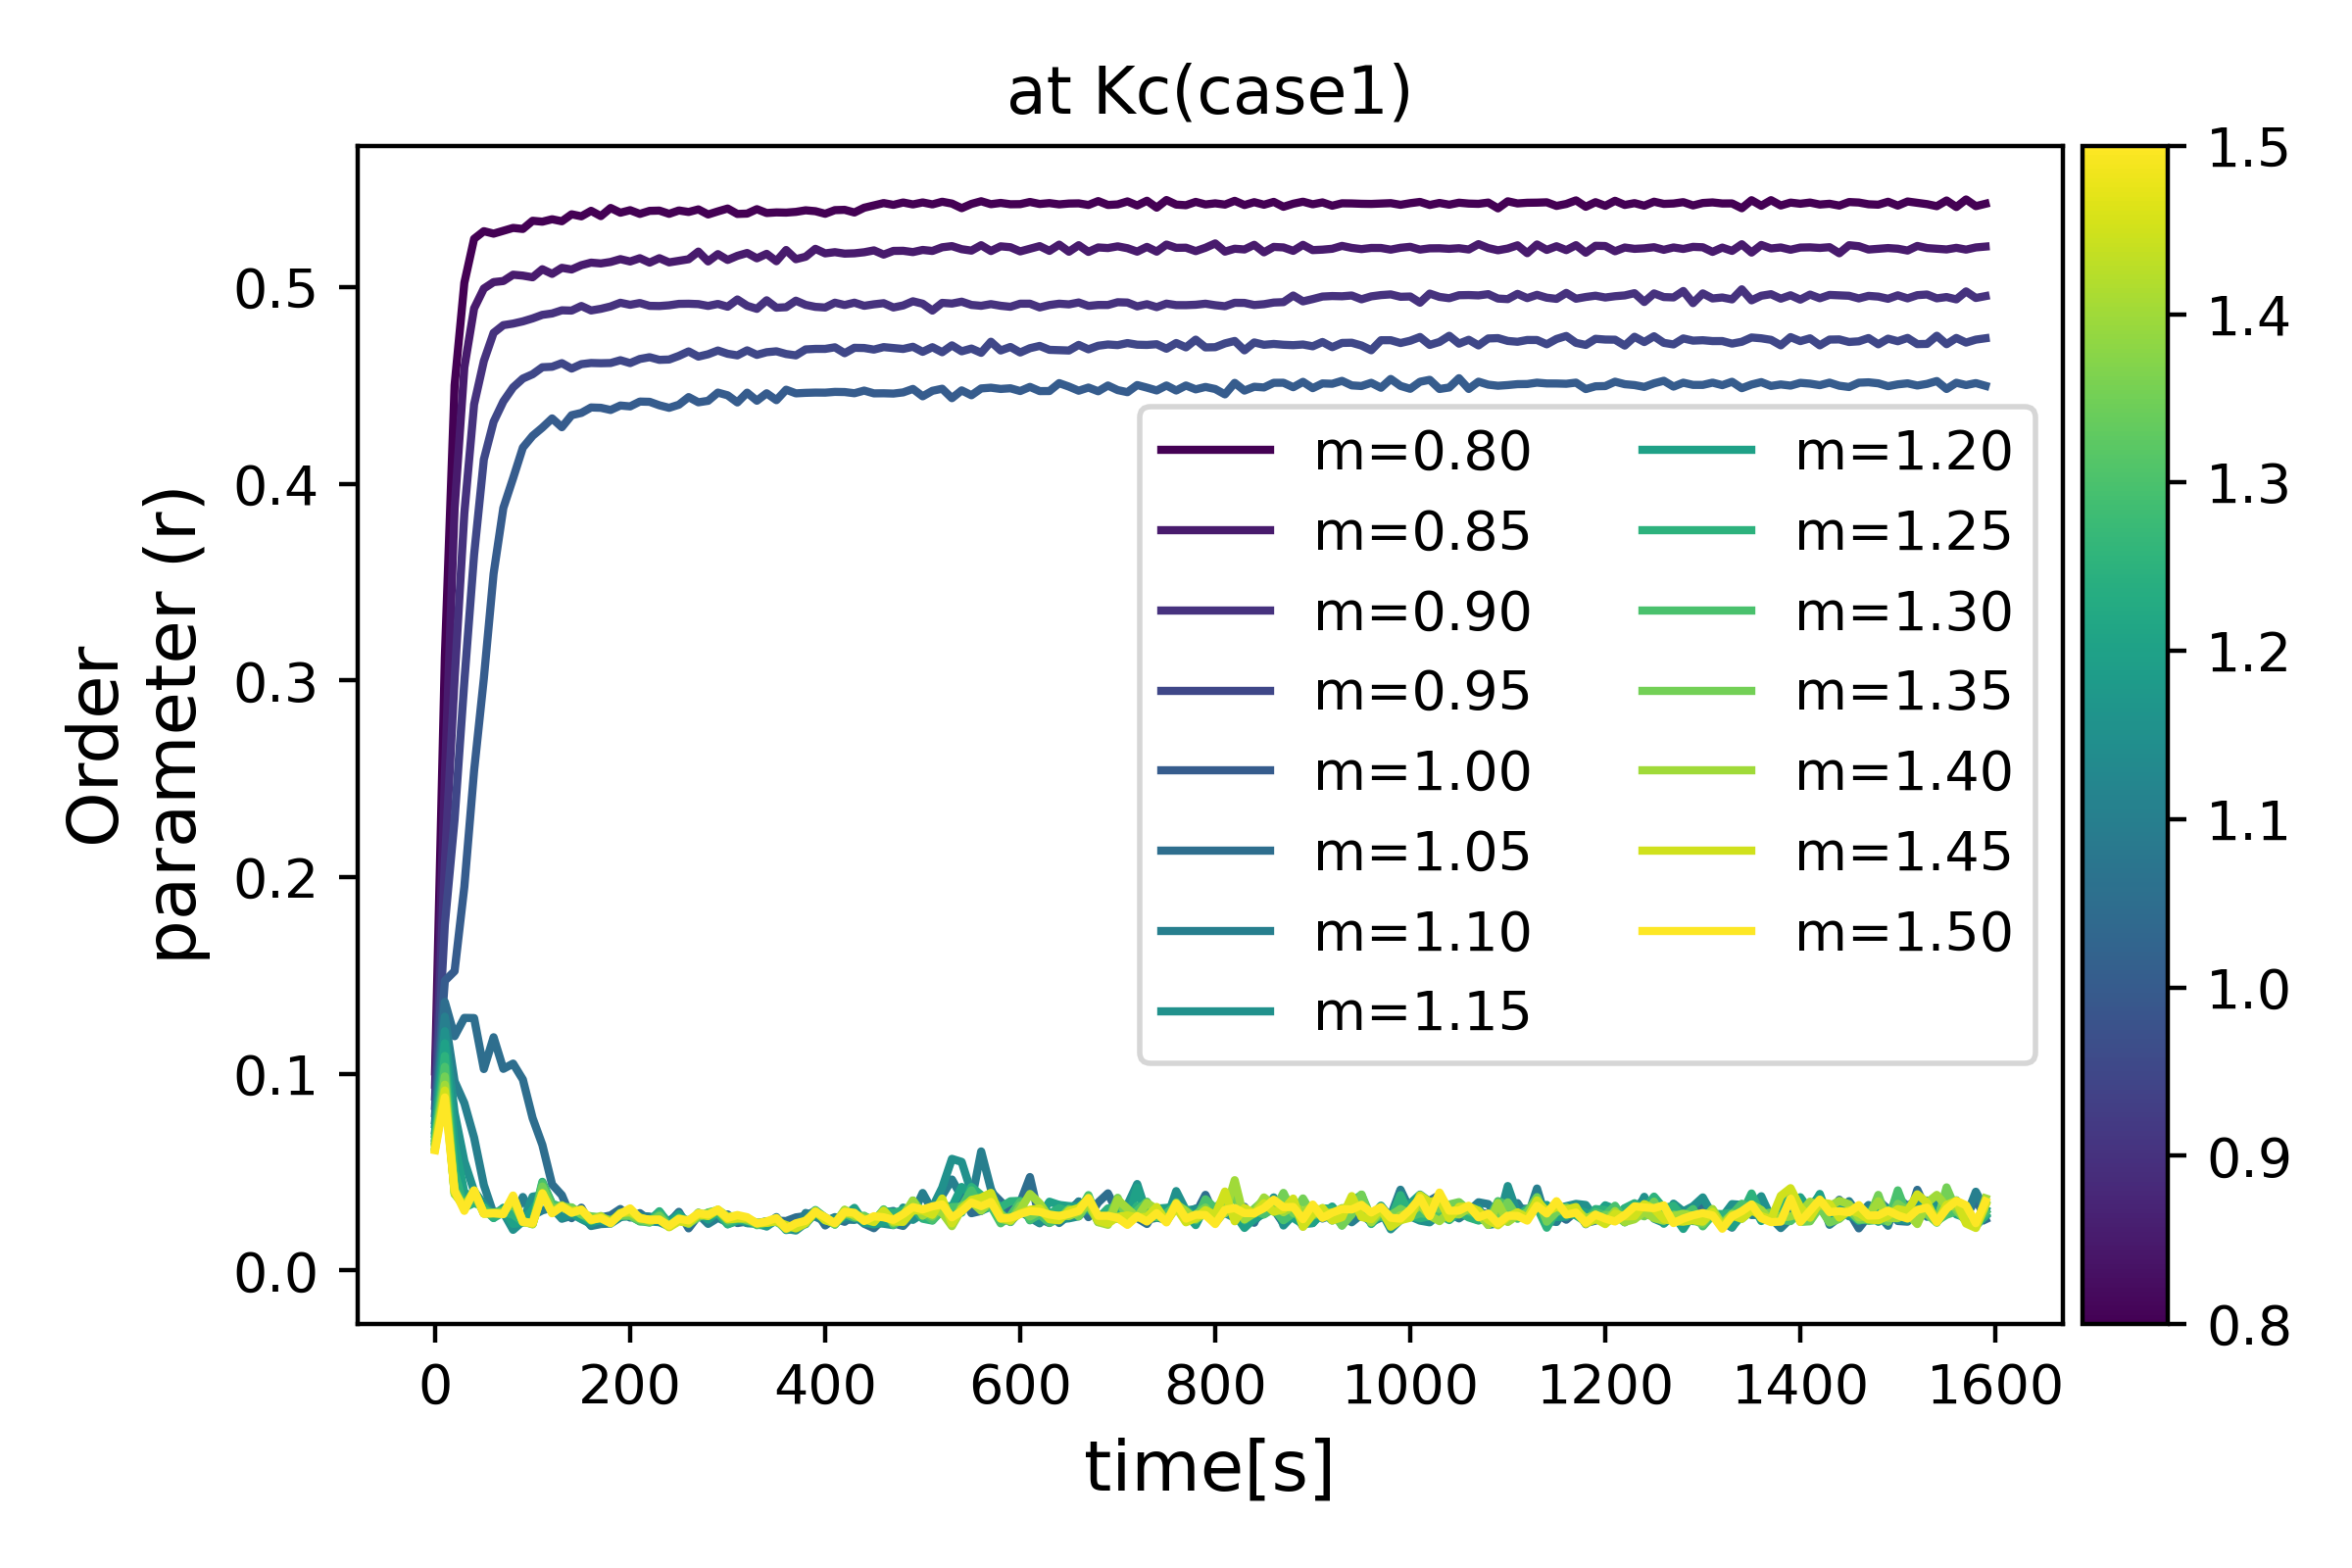 at Kc(case1)
Order
parameter (r)
0.5
0.4
0.3
0.2
0.1
0.0
m=0.80
m=0.85
m=0.90
m=0.95
m=1.00
m=1.05
m=1.10
m=1.15
m=1.20
m=1.25
m=1.30
m=1.35
m=1.40
m=1.45
m=1.50
0 200 400 600 800 1000 1200 1400 1600
time[s]
1.5
1.4
1.3
1.2
1.1
1.0
0.9
0.8